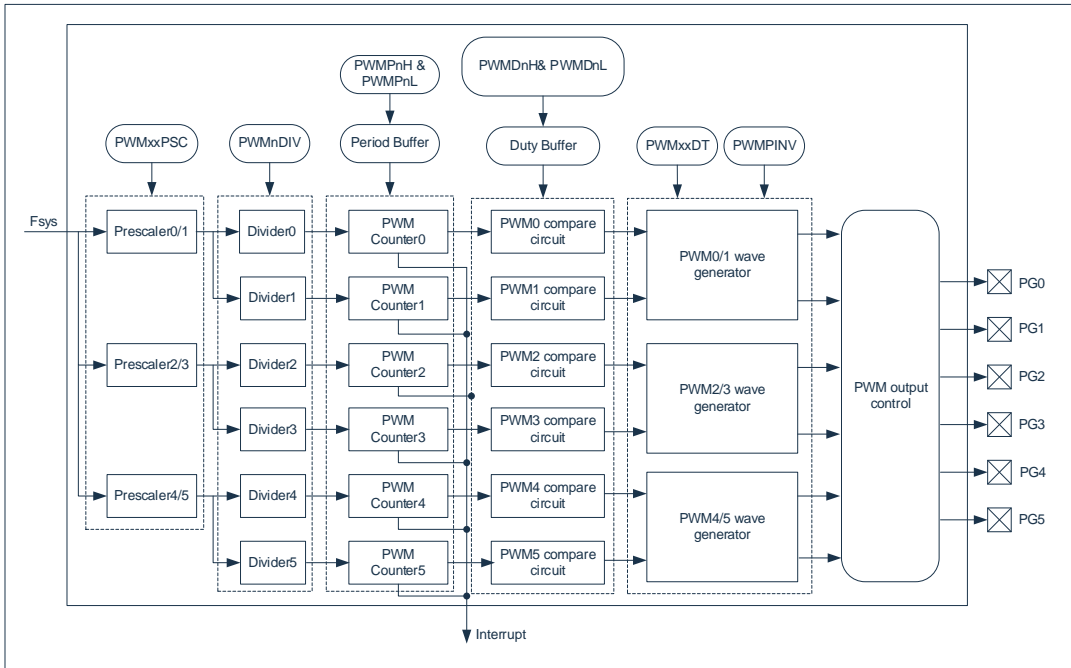 PWMPnH &
PWMPnL
PWMDnH& PWMDnL
PWMxxPSC
PWMnDIV
Period Buffer
Duty Buffer
PWMxxDT
PWMPINV
Fsys
Prescaler0/1
Divider0
PWM
Counter0
PWM0 compare
circuit
PWM0/1 wave
generator
Divider1
PWM
Counter1
PWM1 compare
circuit
Prescaler2/3
Divider2
PWM
Counter2
PWM2 compare
circuit
PWM2/3 wave
generator
Divider3
PWM
Counter3
PWM3 compare
circuit
Prescaler4/5
Divider4
PWM
Counter4
PWM4 compare
circuit
PWM4/5 wave
generator
Divider5
PWM
Counter5
PWM5 compare
circuit
PWM output
control
PG0
PG1
PG2
PG3
PG4
PG5
Interrupt